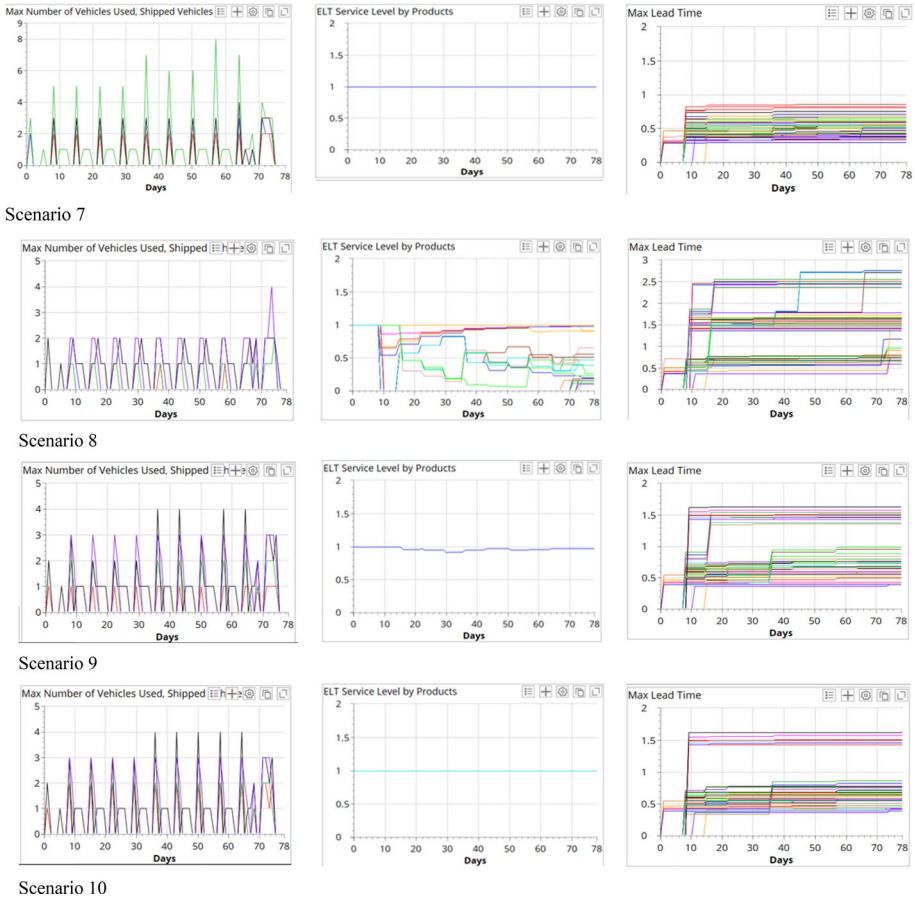 Max Number of Vehicles Used, Shipped Vehicles
ELT Service Level by Products
Max Lead Time
9
8
6
4
2
0
0 10 20 30 40 50 60 70 78
Days
2
1.5
1
0.5
0
0 10 20 30 40 50 60 70 78
Days
2
1.5
1
0.5
0
0 10 20 30 40 50 60 70 78
Days
Scenario 7
Max Number of Vehicles Used, Shipped
ELT Service Level by Products
Max Lead Time
5
4
3
2
1
0
0 10 20 30 40 50 60 70 78
Days
2
1.5
1
0.5
0
0 10 20 30 40 50 60 70 78
Days
3
2.5
2
1.5
1
0.5
0
0 10 20 30 40 50 60 70 78
Days
Scenario 8
Max Number of Vehicles Used, Shipped
ELT Service Level by Products
Max Lead Time
5
4
3
2
1
0
0 10 20 30 40 50 60 70 78
Days
2
1.5
1
0.5
0
0 10 20 30 40 50 60 70 78
Days
2
1.5
1
0.5
0
0 10 20 30 40 50 60 70 78
Days
Scenario 9
Max Number of Vehicles Used, Shipped
ELT Service Level by Products
Max Lead Time
5
4
3
2
1
0
0 10 20 30 40 50 60 70 78
Days
2
1.5
1
0.5
0
0 10 20 30 40 50 60 70 78
Days
2
1.5
1
0.5
0
0 10 20 30 40 50 60 70 78
Days
Scenario 10